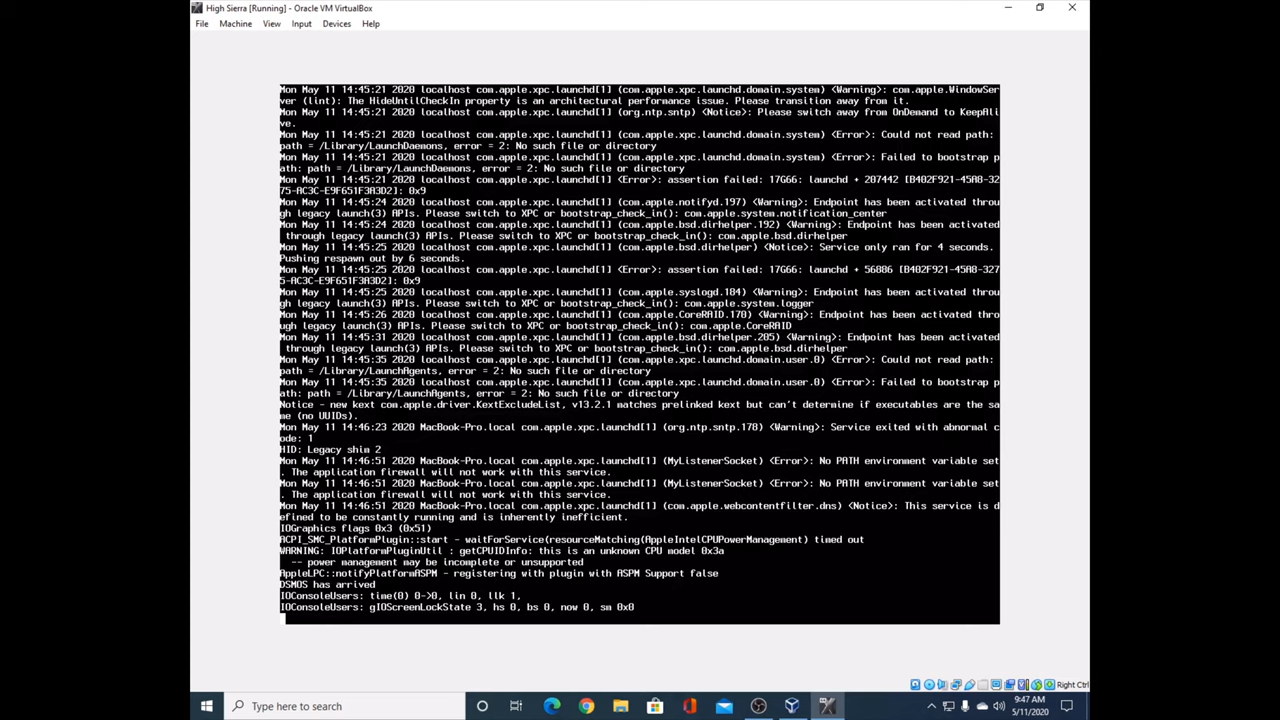 High Sierra [Running] - Oracle VM VirtualBox
File Machine View Input Devices Help
Mon May 11 14:45:21 2020 localhost com.apple.xpc.launchd[1] (com.apple.xpc.launchd.domain.system) <Warning>: com.apple.WindowSer
ver (lint): The HideUntilCheckIn property is an architectural performance issue. Please transition away from it.
Mon May 11 14:45:21 2020 localhost com.apple.xpc.launchd[1] (org.ntp.sntp) <Notice>: Please switch away from OnDemand to KeepAli
ve.
Mon May 11 14:45:21 2020 localhost com.apple.xpc.launchd[1] (com.apple.xpc.launchd.domain.system) <Error>: Could not read path:
path = /Library/LaunchDaemons, error = 2: No such file or directory
Mon May 11 14:45:21 2020 localhost com.apple.xpc.launchd[1] (com.apple.xpc.launchd.domain.system) <Error>: Failed to bootstrap p
ath: path = /Library/LaunchDaemons, error = 2: No such file or directory
Mon May 11 14:45:21 2020 localhost com.apple.xpc.launchd[1] <Error>: assertion failed: 17G66: launchd + 207442 [B402F921-45A8-32
75-AC3C-E9F651F3A3D2]: 0x9
Mon May 11 14:45:24 2020 localhost com.apple.xpc.launchd[1] (com.apple.notifyd.197) <Warning>: Endpoint has been activated throu
gh legacy launch(3) APIs. Please switch to XPC or bootstrap_check_in(): com.apple.system.notification_center
Mon May 11 14:45:24 2020 localhost com.apple.xpc.launchd[1] (com.apple.bsd.dirhelper.192) <Warning>: Endpoint has been activated
through legacy launch(3) APIs. Please switch to XPC or bootstrap_check_in(): com.apple.bsd.dirhelper
Mon May 11 14:45:25 2020 localhost com.apple.xpc.launchd[1] (com.apple.bsd.dirhelper) <Notice>: Service only ran for 4 seconds.
Pushing respawn out by 6 seconds.
Mon May 11 14:45:25 2020 localhost com.apple.xpc.launchd[1] <Error>: assertion failed: 17G66: launchd + 56886 [B402F921-45A8-327
5-AC3C-E9F651F3A3D2]: 0x9
Mon May 11 14:45:25 2020 localhost com.apple.xpc.launchd[1] (com.apple.syslogd.184) <Warning>: Endpoint has been activated throu
gh legacy launch(3) APIs. Please switch to XPC or bootstrap_check_in(): com.apple.system.logger
Mon May 11 14:45:26 2020 localhost com.apple.xpc.launchd[1] (com.apple.CoreRAID.170) <Warning>: Endpoint has been activated thro
ugh legacy launch(3) APIs. Please switch to XPC or bootstrap_check_in(): com.apple.CoreRAID
Mon May 11 14:45:31 2020 localhost com.apple.xpc.launchd[1] (com.apple.bsd.dirhelper.205) <Warning>: Endpoint has been activated
through legacy launch(3) APIs. Please switch to XPC or bootstrap_check_in(): com.apple.bsd.dirhelper
Mon May 11 14:45:35 2020 localhost com.apple.xpc.launchd[1] (com.apple.xpc.launchd.domain.user.0) <Error>: Could not read path:
path = /Library/LaunchAgents, error = 2: No such file or directory
Mon May 11 14:45:35 2020 localhost com.apple.xpc.launchd[1] (com.apple.xpc.launchd.domain.user.0) <Error>: Failed to bootstrap p
ath: path = /Library/LaunchAgents, error = 2: No such file or directory
Notice - new kext com.apple.driver.KextExcludeList, v13.2.1 matches prelinked kext but can't determine if executables are the sa
me (no UUIDs).
Mon May 11 14:46:23 2020 MacBook-Pro.local com.apple.xpc.launchd[1] (org.ntp.sntp.178) <Warning>: Service exited with abnormal c
ode: 1
HID: Legacy shim 2
Mon May 11 14:46:51 2020 MacBook-Pro.local com.apple.xpc.launchd[1] (MyListenerSocket) <Error>: No PATH environment variable set
. The application firewall will not work with this service.
Mon May 11 14:46:51 2020 MacBook-Pro.local com.apple.xpc.launchd[1] (MyListenerSocket) <Error>: No PATH environment variable set
. The application firewall will not work with this service.
Mon May 11 14:46:51 2020 MacBook-Pro.local com.apple.xpc.launchd[1] (com.apple.webcontentfilter.dns) <Notice>: This service is d
efined to be constantly running and is inherently inefficient.
IOGraphics flags 0x3 (0x51)
ACPI_SMC_PlatformPlugin::start - waitForService(resourceMatching(AppleIntelCPUPowerManagement) timed out
WARNING: IOPlatformPluginUtil : getCPUIDInfo: this is an unknown CPU model 0x3a
-- power management may be incomplete or unsupported
AppleLPC::notifyPlatformASPM - registering with plugin with ASPM Support false
DSMOS has arrived
IOConsoleUsers: time(0) 0->0, lin 0, llk 1,
IOConsoleUsers: gIOScreenLockState 3, hs 0, bs 0, now 0, sm 0x0
Right Ctrl
Type here to search
9:47 AM
5/11/2020